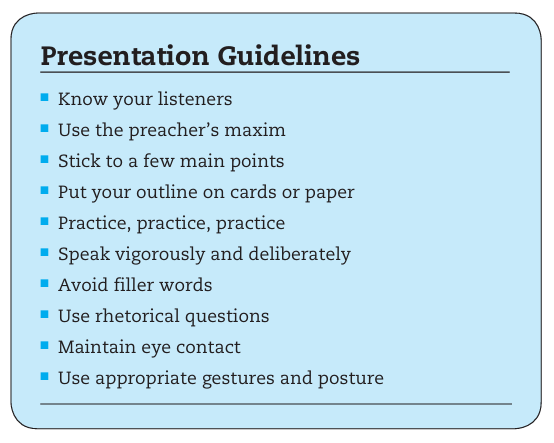 Presentation Guidelines
Know your listeners
Use the preacher’s maxim
Stick to a few main points
Put your outline on cards or paper
Practice, practice, practice
Speak vigorously and deliberately
Avoid filler words
Use rhetorical questions
Maintain eye contact
Use appropriate gestures and posture